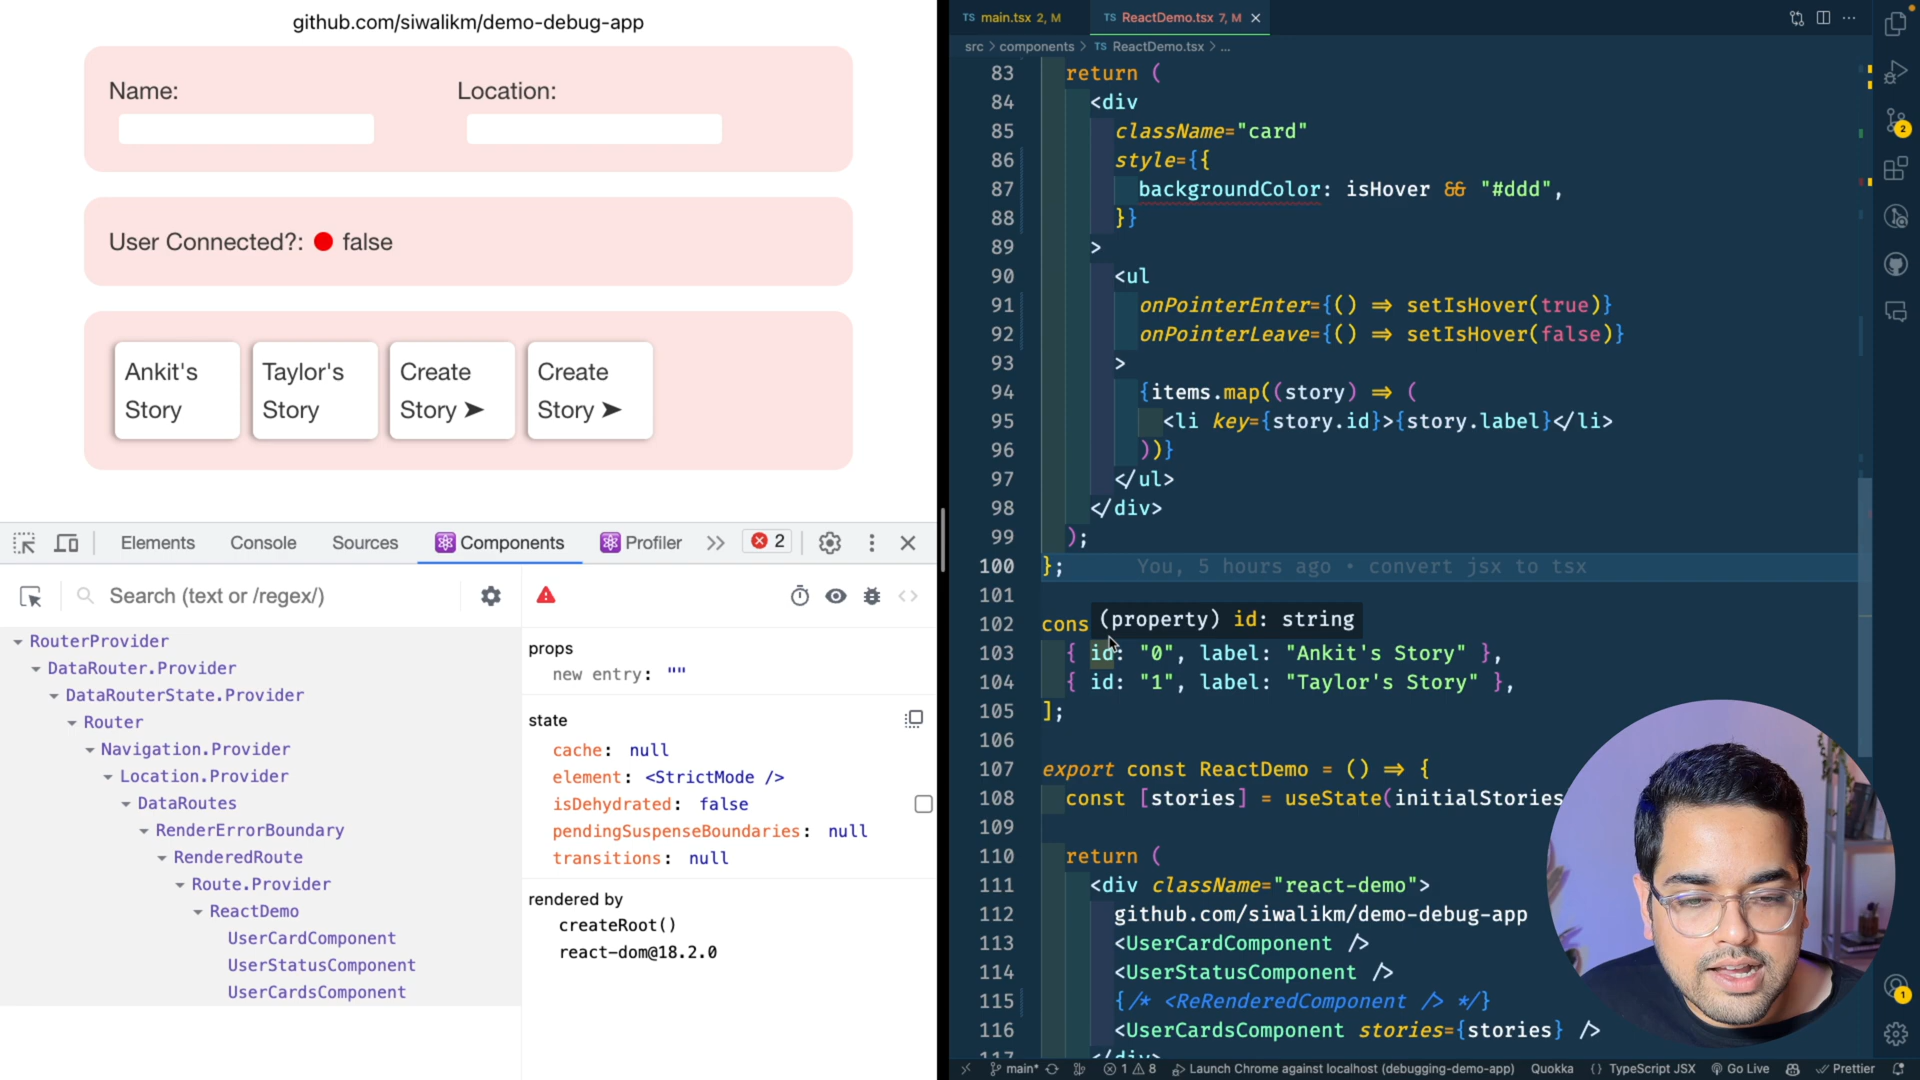 github.com/siwalikm/demo-debug-app
Name:
Location:
User Connected?: false
Ankit's
Story
Taylor's
Story
Create
Story ➤
Create
Story ➤
Elements
Console
Sources
Components
Profiler
2
Search (text or /regex/)
RouterProvider
DataRouter.Provider
DataRouterState.Provider
Router
Navigation.Provider
Location.Provider
DataRoutes
RenderErrorBoundary
RenderedRoute
Route.Provider
ReactDemo
UserCardComponent
UserStatusComponent
UserCardsComponent
props
new entry: ""
state
cache: null
element: <StrictMode />
isDehydrated: false
pendingSuspenseBoundaries: null
transitions: null
rendered by
createRoot()
react-dom@18.2.0
TS main.tsx 2, M
TS ReactDemo.tsx 7, M
src > components > TS ReactDemo.tsx > ...
83 return (
84 <div
85 className="card"
86 style={{
87 backgroundColor: isHover && "#ddd",
88 }}
89 >
90 <ul
91 onPointerEnter={() => setIsHover(true)}
92 onPointerLeave={() => setIsHover(false)}
93 >
94 {items.map((story) => (
95 <li key={story.id}>{story.label}</li>
96 ))}
97 </ul>
98 </div>
99 );
100 }; You, 5 hours ago • convert jsx to tsx
101
102 cons
(property) id: string
103 { id: "0", label: "Ankit's Story" },
104 { id: "1", label: "Taylor's Story" },
105 ];
106
107 export const ReactDemo = () => {
108 const [stories] = useState(initialStories
109
110 return (
111 <div className="react-demo">
112 github.com/siwalikm/demo-debug-app
113 <UserCardComponent />
114 <UserStatusComponent />
115 {/* <ReRenderedComponent /> */}
116 <UserCardsComponent stories={stories} />
117 </div>
main*
1
8
Launch Chrome against localhost (debugging-demo-app)
Quokka
{} TypeScript JSX
Go Live
Prettier
2
1